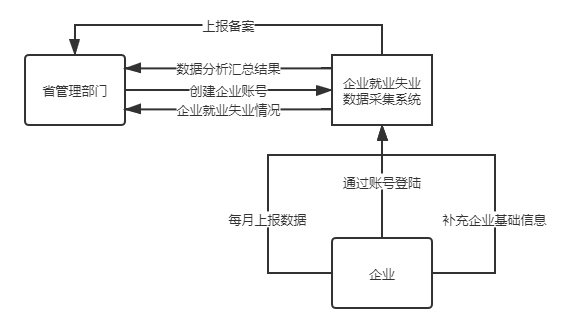 上报备案
数据分析汇总结果
省管理部门
创建企业账号
企业就业失业
数据采集系统
企业就业失业情况
通过账号登陆
每月上报数据
补充企业基础信息
企业